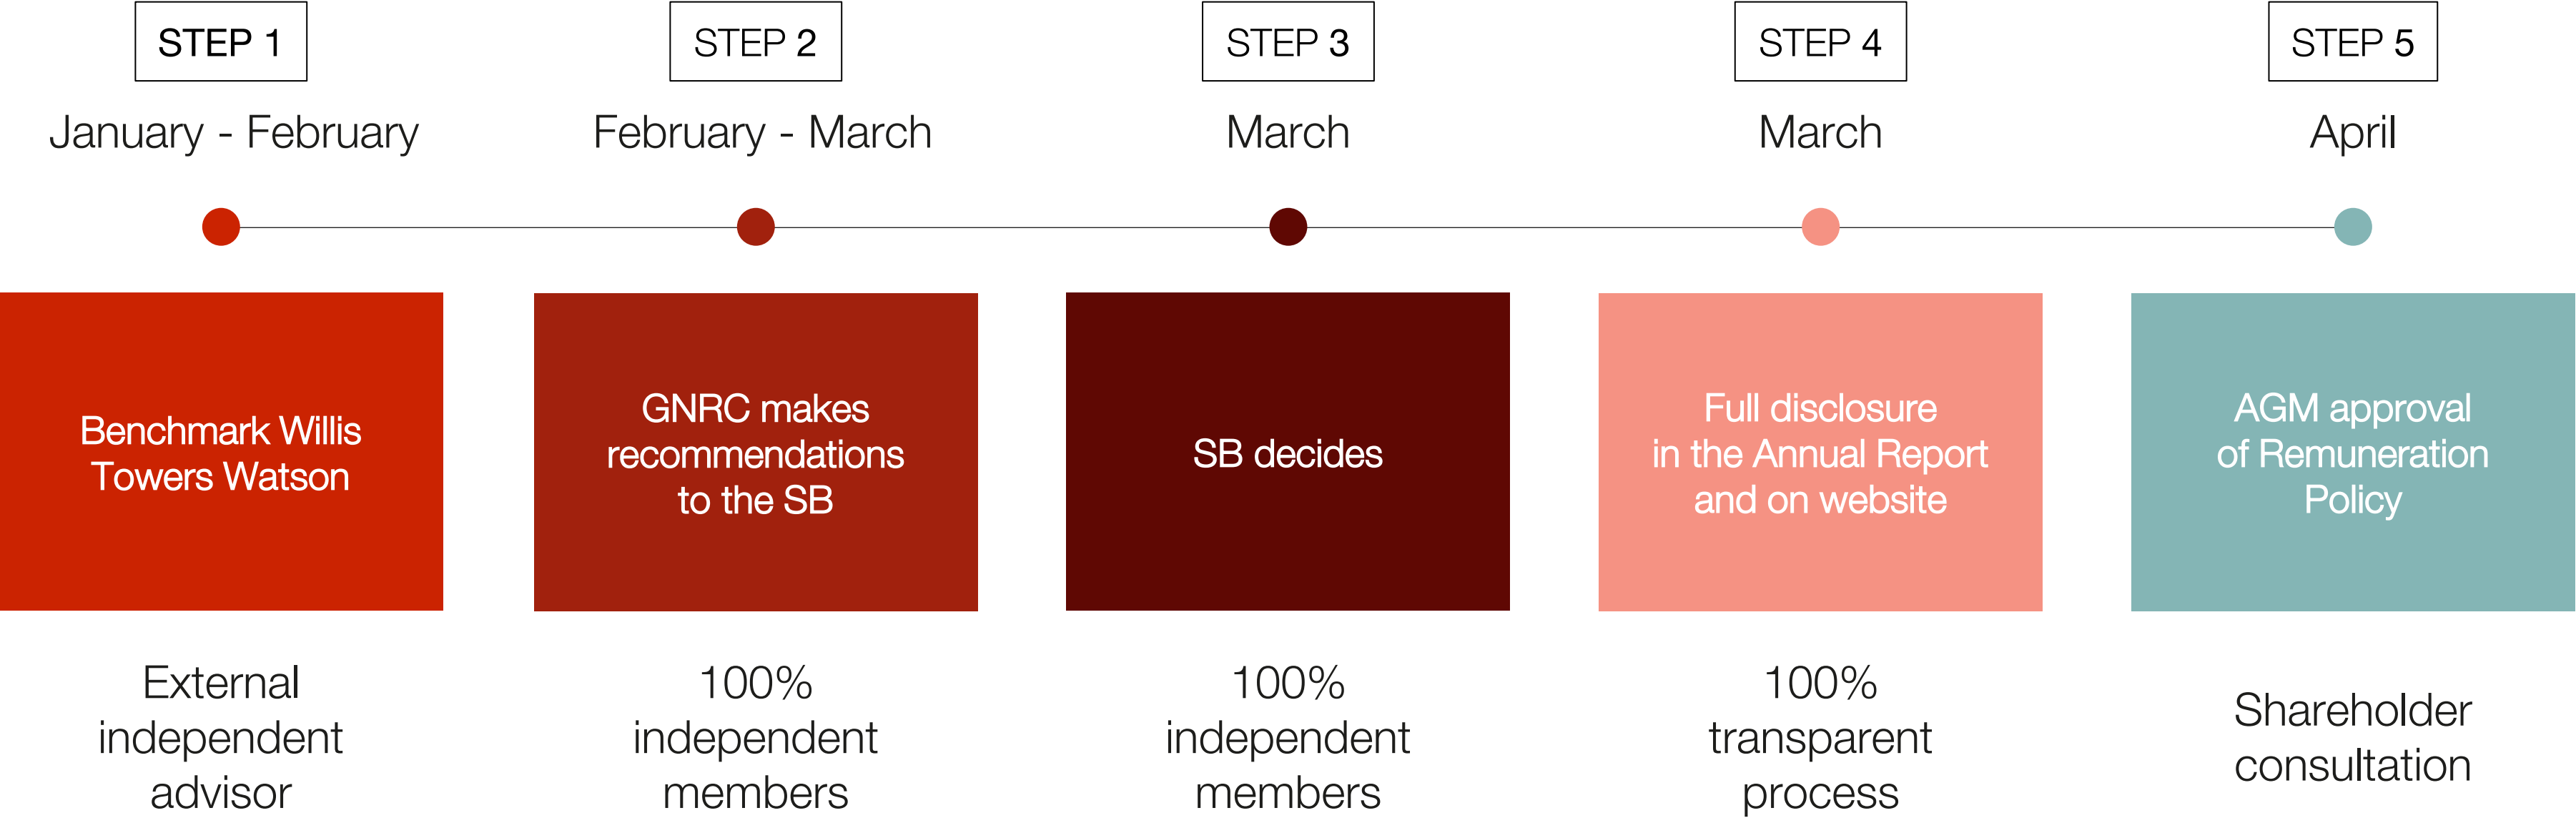 STEP 1
January - February
Benchmark Willis
Towers Watson
External
independent
advisor
STEP 2
February - March
GNRC makes
recommendations
to the SB
100%
independent
members
STEP 3
March
SB decides
100%
independent
members
STEP 4
March
Full disclosure
in the Annual Report
and on website
100%
transparent
process
STEP 5
April
AGM approval
of Remuneration
Policy
Shareholder
consultation